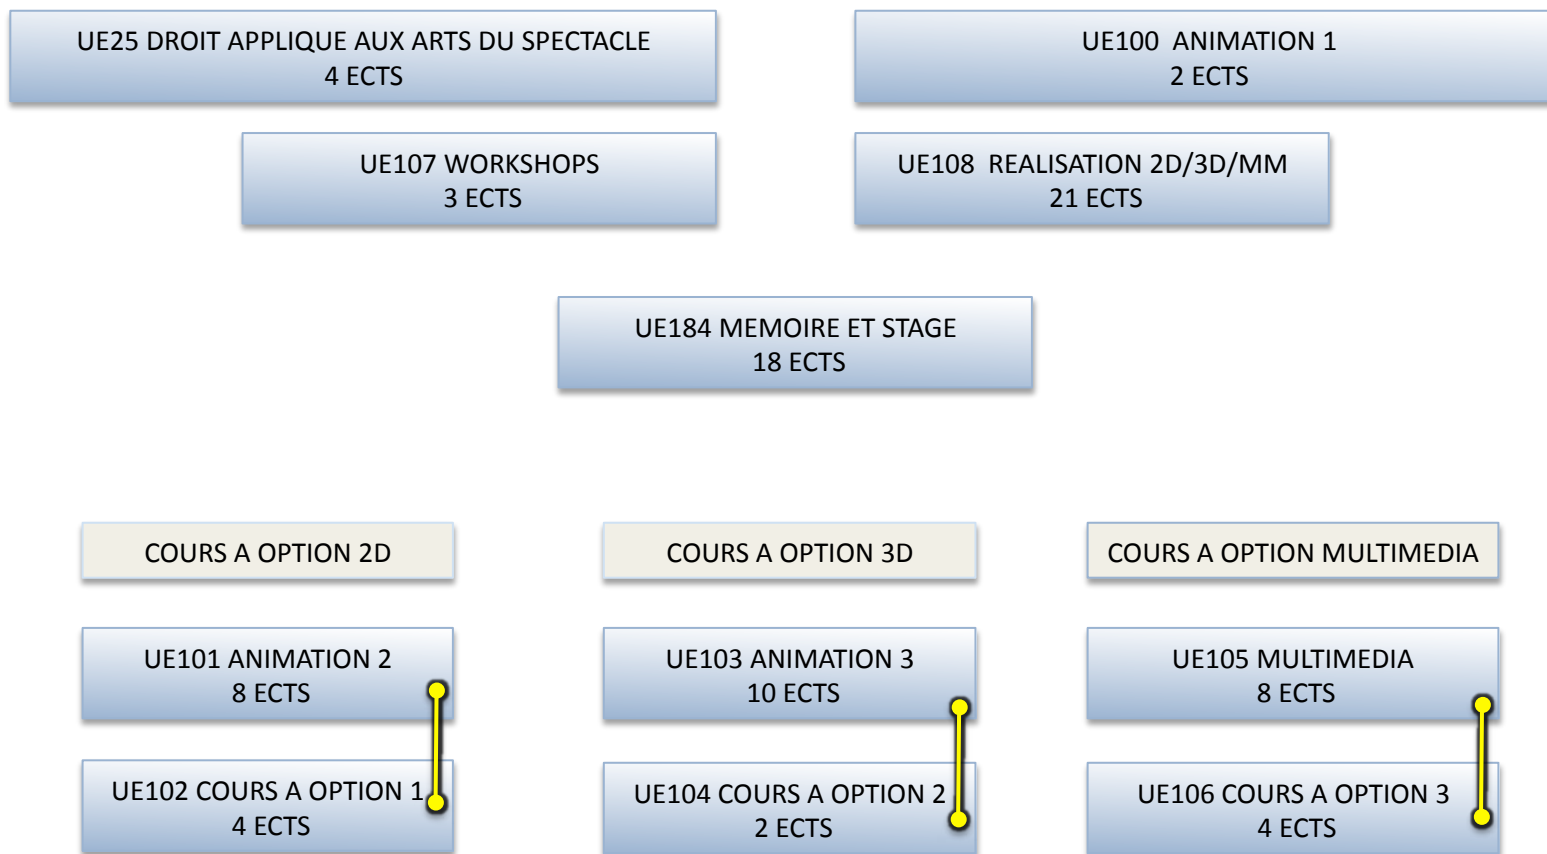 UE25 DROIT APPLIQUE AUX ARTS DU SPECTACLE
4 ECTS
UE100  ANIMATION 1
2 ECTS
UE107 WORKSHOPS
3 ECTS
UE108  REALISATION 2D/3D/MM
21 ECTS
UE184 MEMOIRE ET STAGE
18 ECTS
COURS A OPTION 2D
COURS A OPTION 3D
COURS A OPTION MULTIMEDIA
UE101 ANIMATION 2
8 ECTS
UE103 ANIMATION 3
10 ECTS
UE105 MULTIMEDIA
8 ECTS
UE102 COURS A OPTION 1
4 ECTS
UE104 COURS A OPTION 2
2 ECTS
UE106 COURS A OPTION 3
4 ECTS